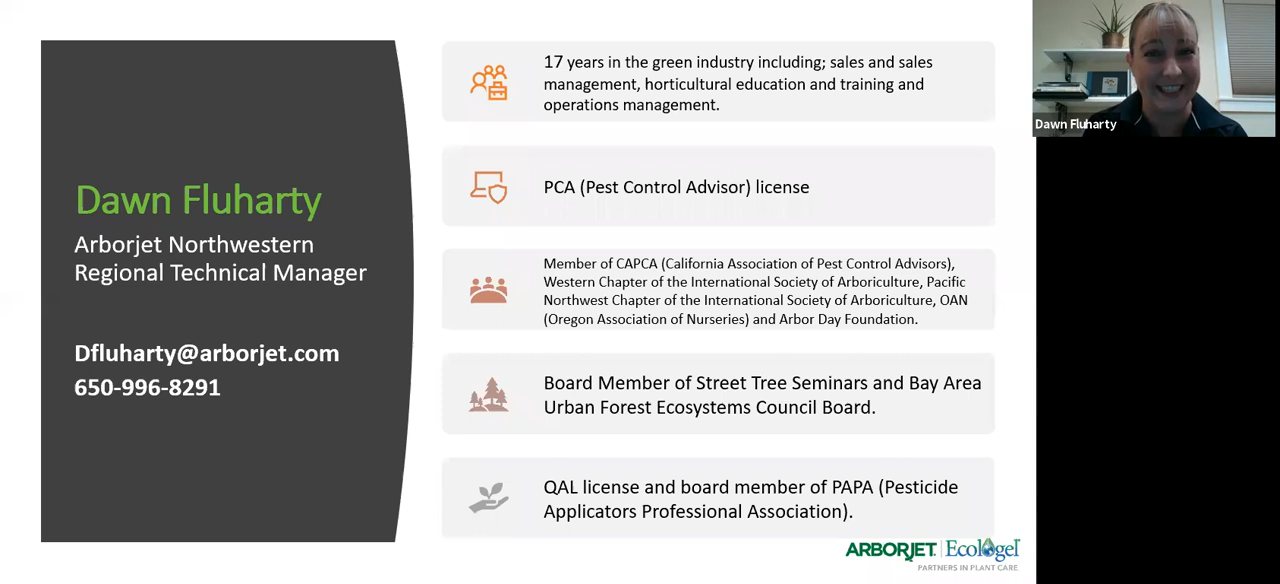 Dawn Fluharty
Arborjet Northwestern
Regional Technical Manager
Dfluharty@arborjet.com
650-996-8291
17 years in the green industry including; sales and sales
management, horticultural education and training and
operations management.
PCA (Pest Control Advisor) license
Member of CAPCA (California Association of Pest Control Advisors),
Western Chapter of the International Society of Arboriculture, Pacific
Northwest Chapter of the International Society of Arboriculture, OAN
(Oregon Association of Nurseries) and Arbor Day Foundation.
Board Member of Street Tree Seminars and Bay Area
Urban Forest Ecosystems Council Board.
QAL license and board member of PAPA (Pesticide
Applicators Professional Association).
ARBORJET | Ecologel
PARTNERS IN PLANT CARE
Dawn Fluharty